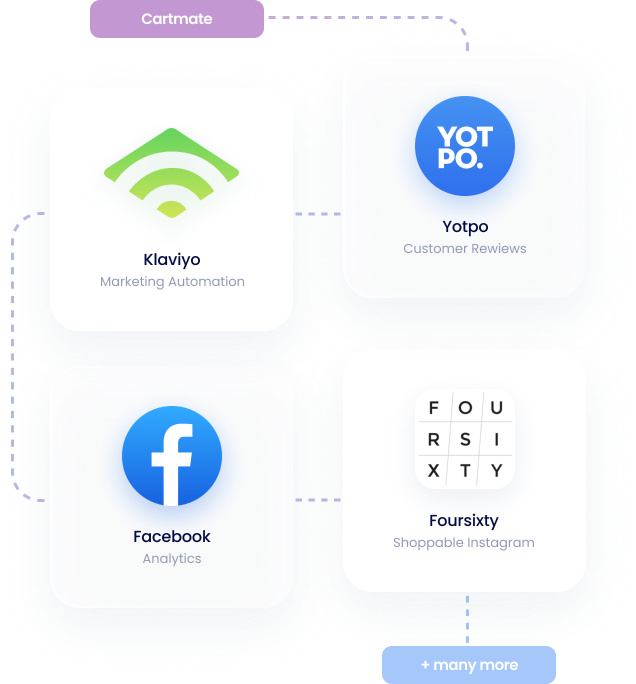 Cartmate
YOT
PO.
Yotpo
Customer Rewiews
Klaviyo
Marketing Automation
Facebook
Analytics
F O U
R S I
X T Y
Foursixty
Shoppable Instagram
+ many more